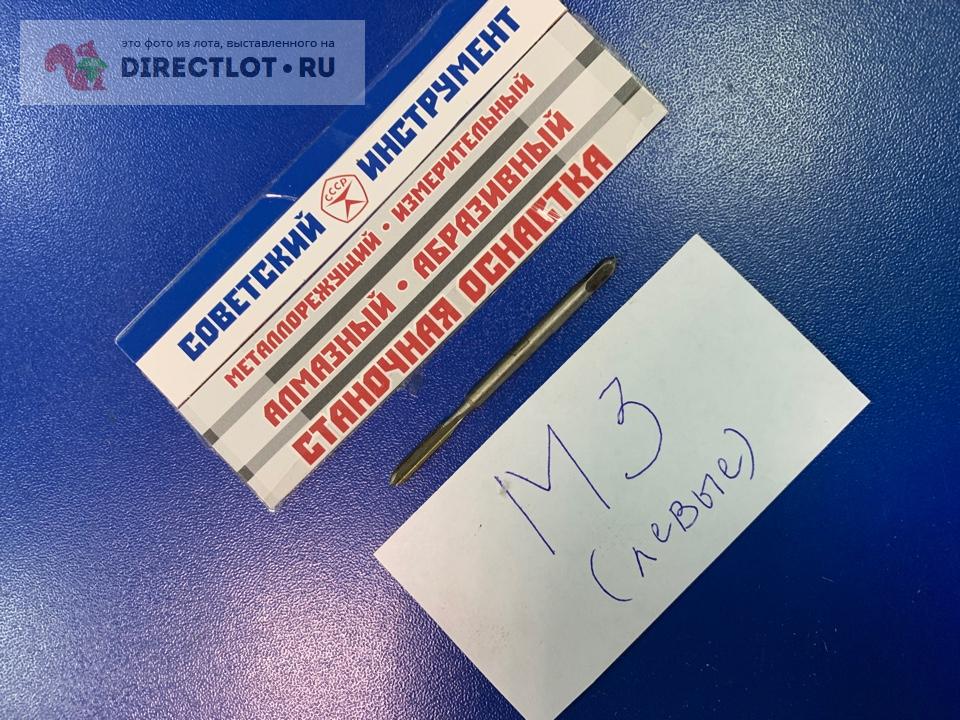 это фото из лота, выставленного на
DIRECTLOT•RU
СОВЕТСКИЙ СССР ИНСТРУМЕНТ
МЕТАЛЛОРЕЖУЩИЙ • ИЗМЕРИТЕЛЬНЫЙ
АЛМАЗНЫЙ • АБРАЗИВНЫЙ
СТАНОЧНАЯ ОСНАСТКА
М3
(левые)